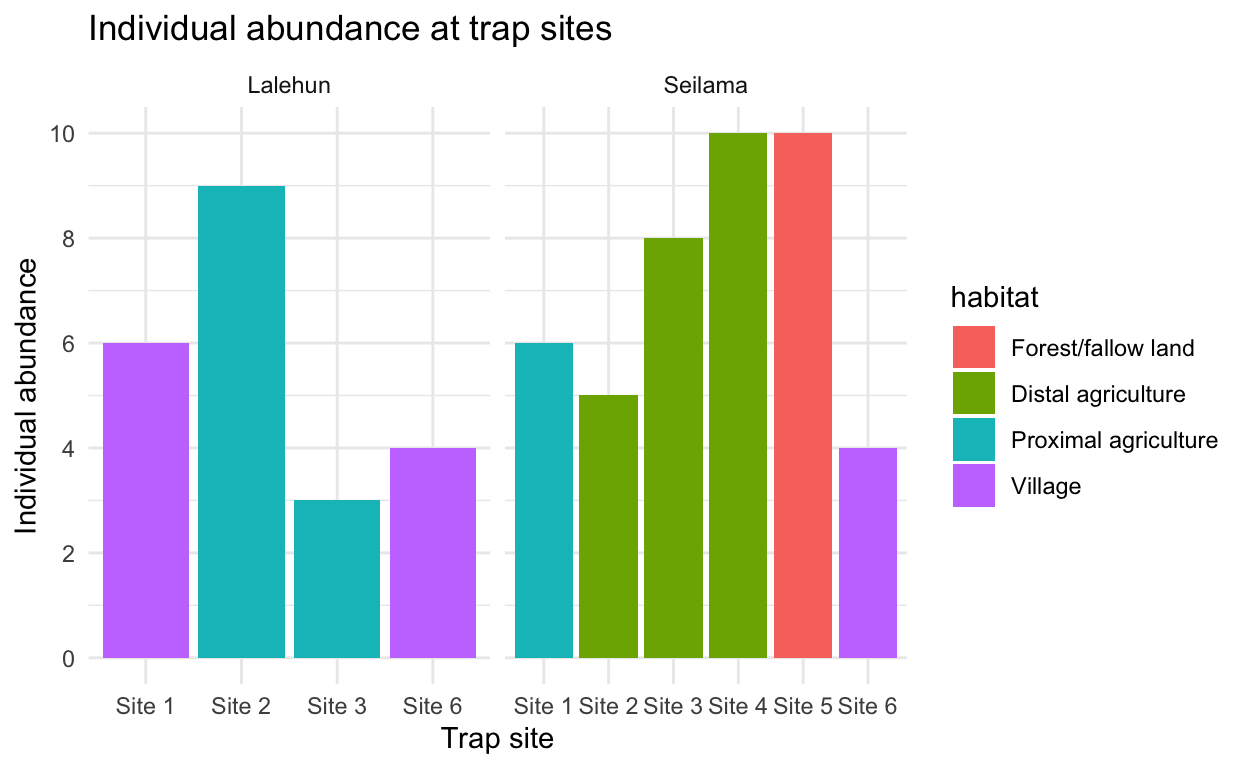 Individual abundance at trap sites
Lalehun
Seilama
Individual abundance
10
8
6
4
2
0
Site 1 Site 2 Site 3 Site 6
Site 1 Site 2 Site 3 Site 4 Site 5 Site 6
Trap site
habitat
Forest/fallow land
Distal agriculture
Proximal agriculture
Village